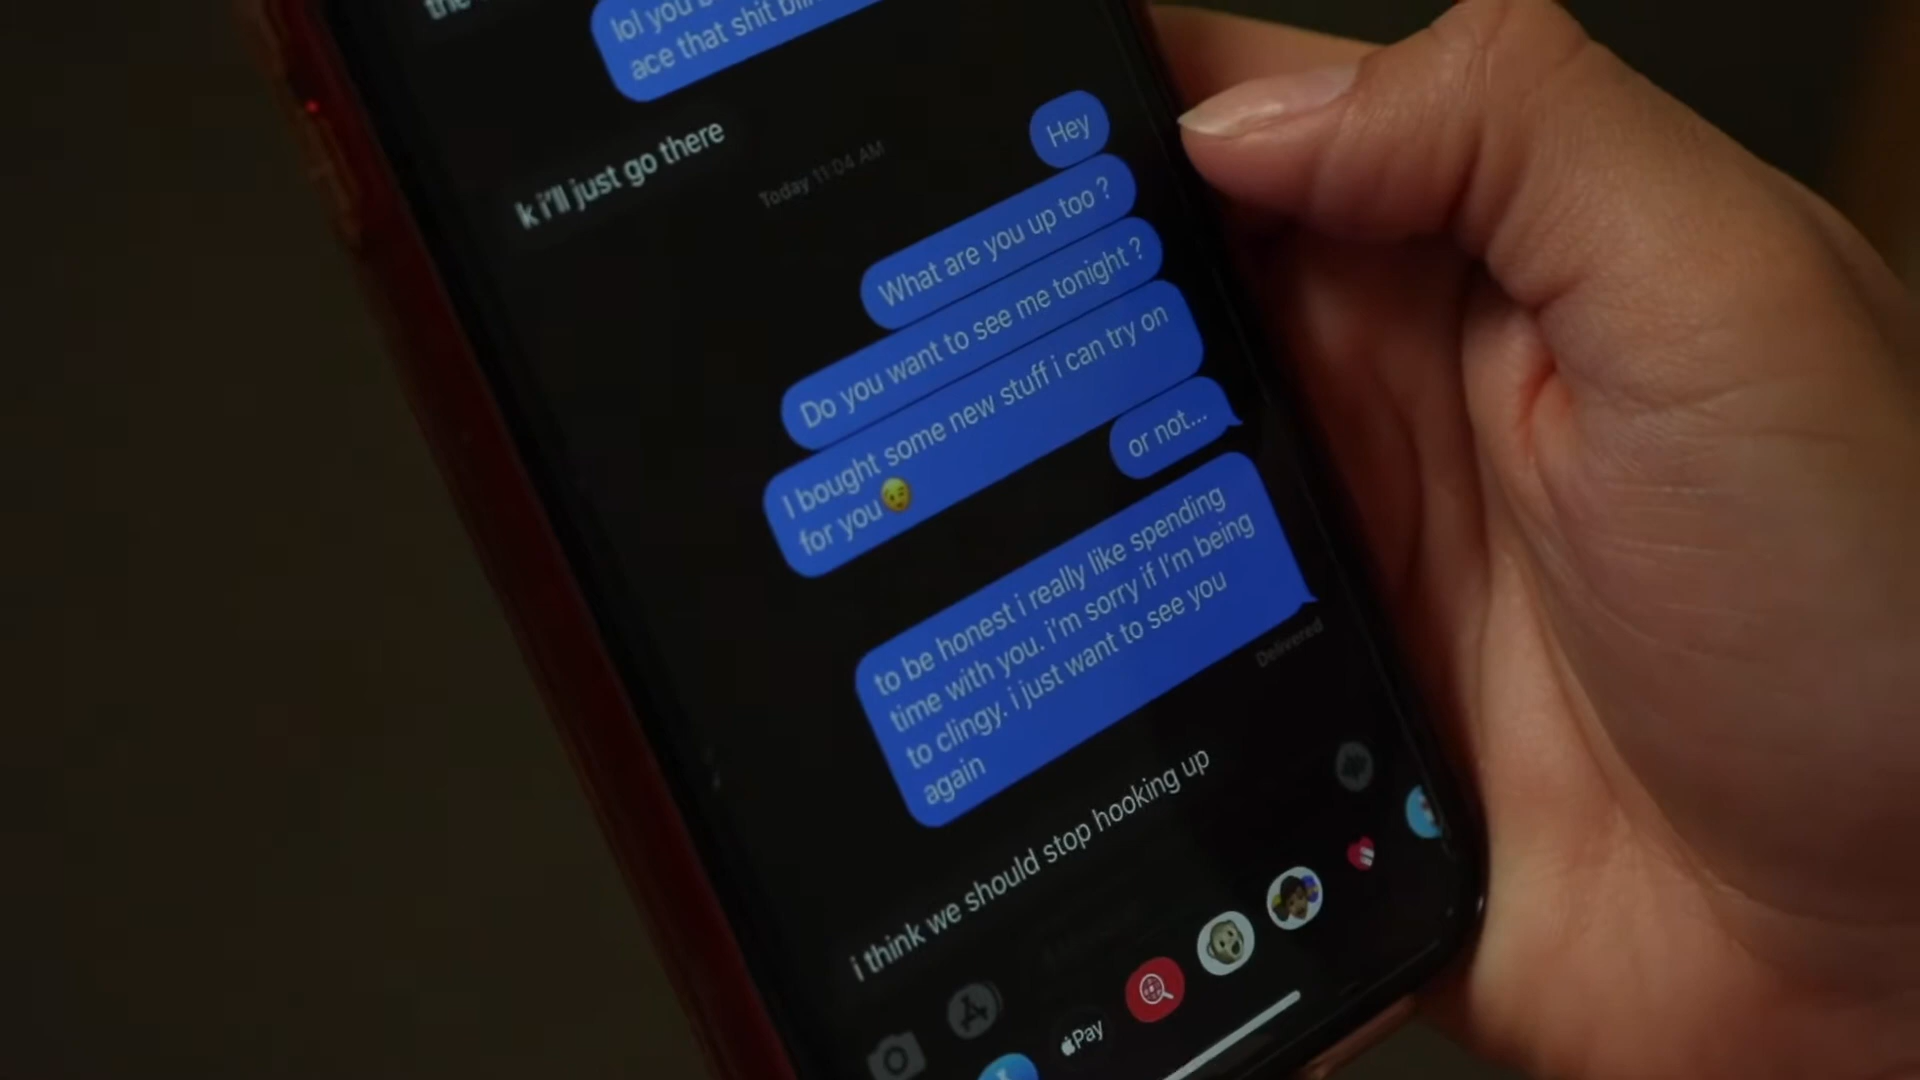 the
lol you
ace that shit
k i'll just go there
Today 11:04 AM
Hey
What are you up too ?
Do you want to see me tonight ?
I bought some new stuff i can try on
for you😉
or not...
to be honest i really like spending
time with you. i'm sorry if I'm being
to clingy. i just want to see you
again
Delivered
i think we should stop hooking up
Pay